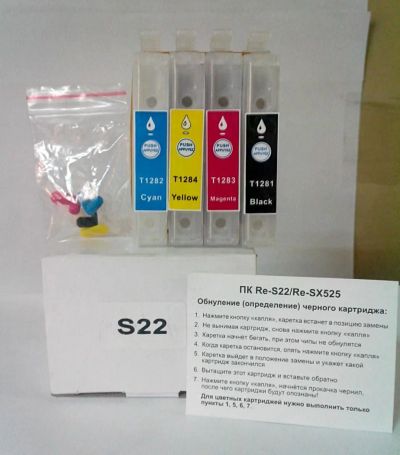 PUSH
APPUYEZ
T1282
Cyan
PUSH
APPUYEZ
T1284
Yellow
PUSH
APPUYEZ
T1283
Magenta
PUSH
APPUYEZ
T1281
Black
S22
ПК Re-S22/Re-SX525
Обнуление (определение) черного картриджа:
1. Нажмите кнопку «капля», каретка встанет в позицию замены
2. Не вынимая картридж, снова нажмите кнопку «капля»
3. Каретка начнет бегать, при этом чипы не обнулятся
4. Когда каретка остановится, опять нажмите кнопку «капля»
5. Каретка выйдет в положение замены и укажет какой
картридж закончился
6. Вытащите этот картридж и вставьте обратно
7. Нажмите кнопку «капля», начнётся прокачка чернил,
после чего картриджи будут опознаны!
Для цветных картриджей нужно выполнить только
пункты 1, 5, 6, 7.